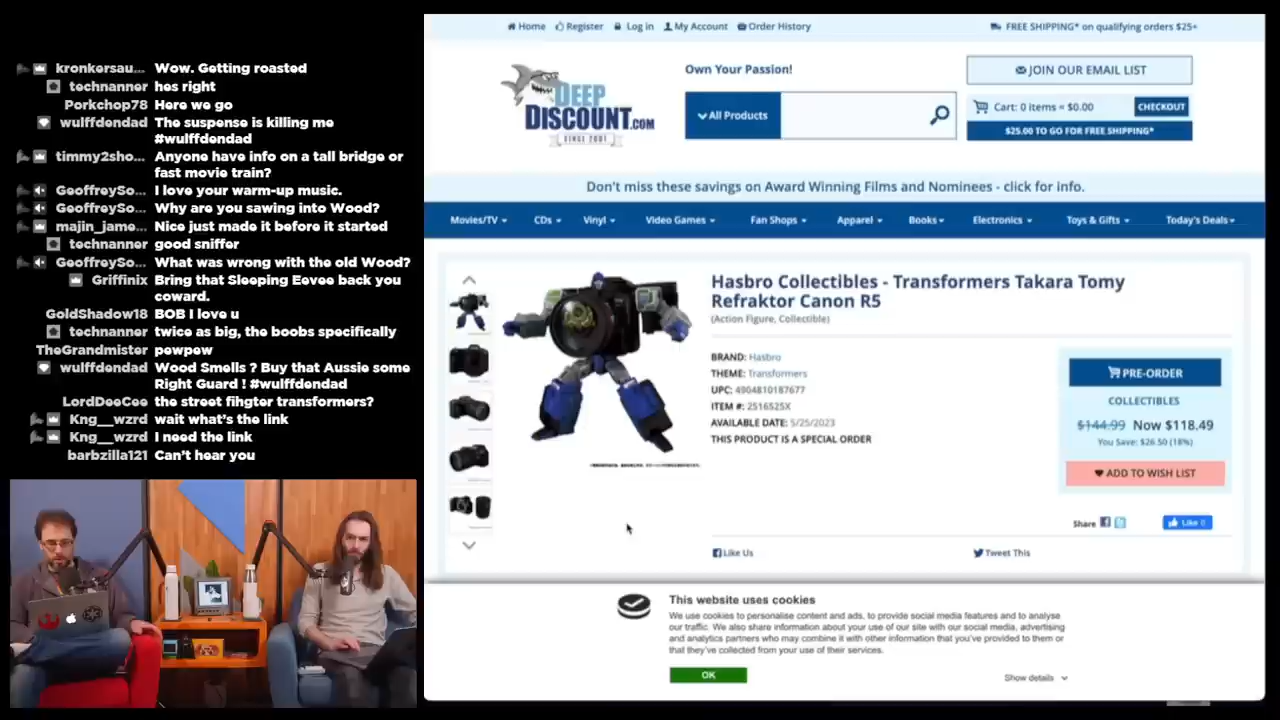 kronkersau... Wow. Getting roasted
technanner hes right
Porkchop78 Here we go
wulffdendad The suspense is killing me
#wulffdendad
timmy2sho... Anyone have info on a tall bridge or
fast movie train?
GeoffreySo... I love your warm-up music.
GeoffreySo... Why are you sawing into Wood?
majin_jame... Nice just made it before it started
technanner good sniffer
GeoffreySo... What was wrong with the old Wood?
Griffinix Bring that Sleeping Eevee back you
coward.
GoldShadow18 BOB I love u
technanner twice as big, the boobs specifically
TheGrandmister pewpew
wulffdendad Wood Smells ? Buy that Aussie some
Right Guard ! #wulffdendad
LrrdDeeCee the street fihgter transformers?
Kng__wzrd wait what's the link
Kng__wzrd I need the link
bankzilla121 Can't hear you
Home Register Log in My Account Order History
FREE SHIPPING* on qualifying orders $25+
DEEP
DISCOUNT.COM
SINCE 2001
Own Your Passion!
All Products
JOIN OUR EMAIL LIST
Cart: 0 items = $0.00 CHECKOUT
$25.00 TO GO FOR FREE SHIPPING*
Don't miss these savings on Award Winning Films and Nominees - click for info.
Movies/TV CDs Vinyl Video Games Fan Shops Apparel Books Electronics Toys & Gifts Today's Deals
Hasbro Collectibles - Transformers Takara Tomy
Refraktor Canon R5
(Action Figure, Collectible)
BRAND: Hasbro
THEME: Transformers
UPC: 4904810187677
ITEM #: 2516525X
AVAILABLE DATE: 5/25/2023
THIS PRODUCT IS A SPECIAL ORDER
PRE-ORDER
COLLECTIBLES
$144.99 Now $118.49
You Save: $26.50 (18%)
ADD TO WISH LIST
Share Like 0
Like Us Tweet This
This website uses cookies
We use cookies to personalise content and ads, to provide social media features and to analyse
our traffic. We also share information about your use of our site with our social media, advertising
and analytics partners who may combine it with other information that you've provided to them or
that they've collected from your use of their services.
OK
Show details